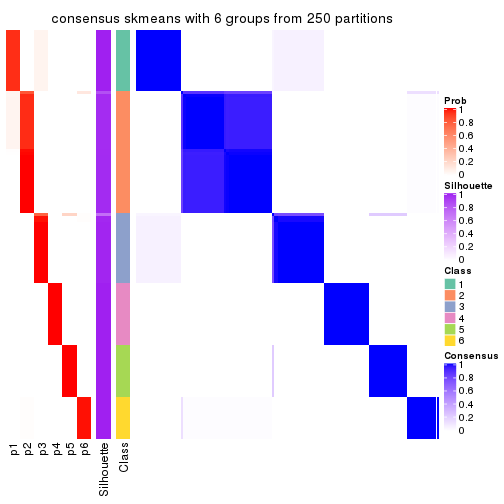 consensus skmeans with 6 groups from 250 partitions
Prob
1
0.8
0.6
0.4
0.2
0
Silhouette
1
0.8
0.6
0.4
0.2
0
Class
1
2
3
4
5
6
Consensus
1
0.8
0.6
0.4
0.2
0
p1
p2
p3
p4
p5
p6
Silhouette
Class